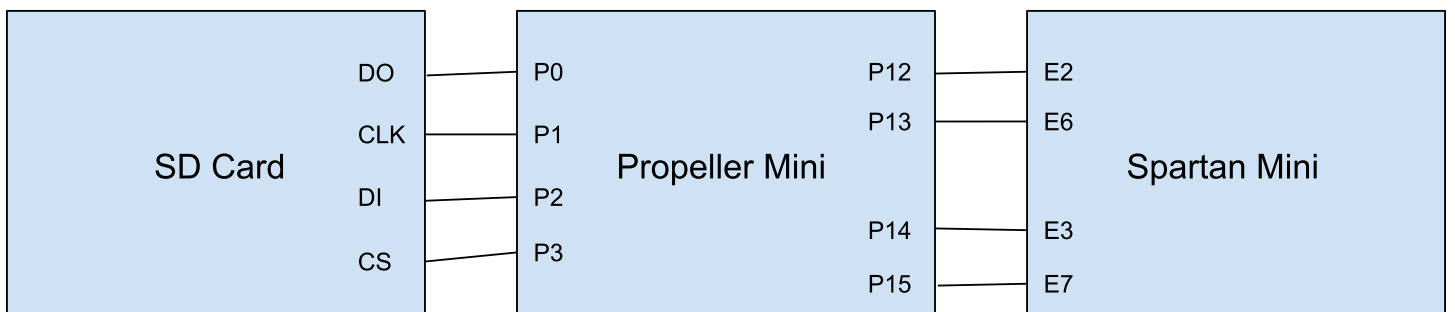 DO
CLK
DI
CS
SD Card
P0
P1
P2
P3
Propeller Mini
P12
P13
P14
P15
E2
E6
E3
E7
Spartan Mini